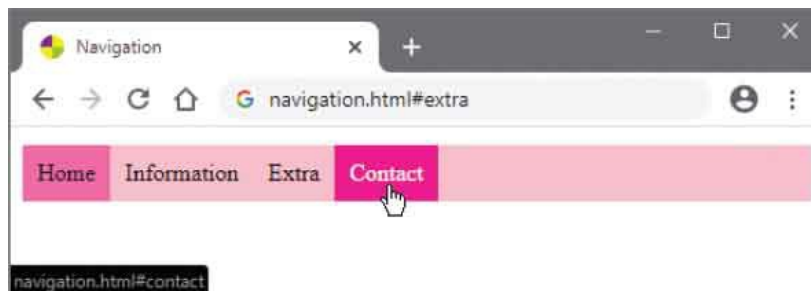 Navigation
navigation.html#extra
Home Information Extra Contact
navigation.html#contact